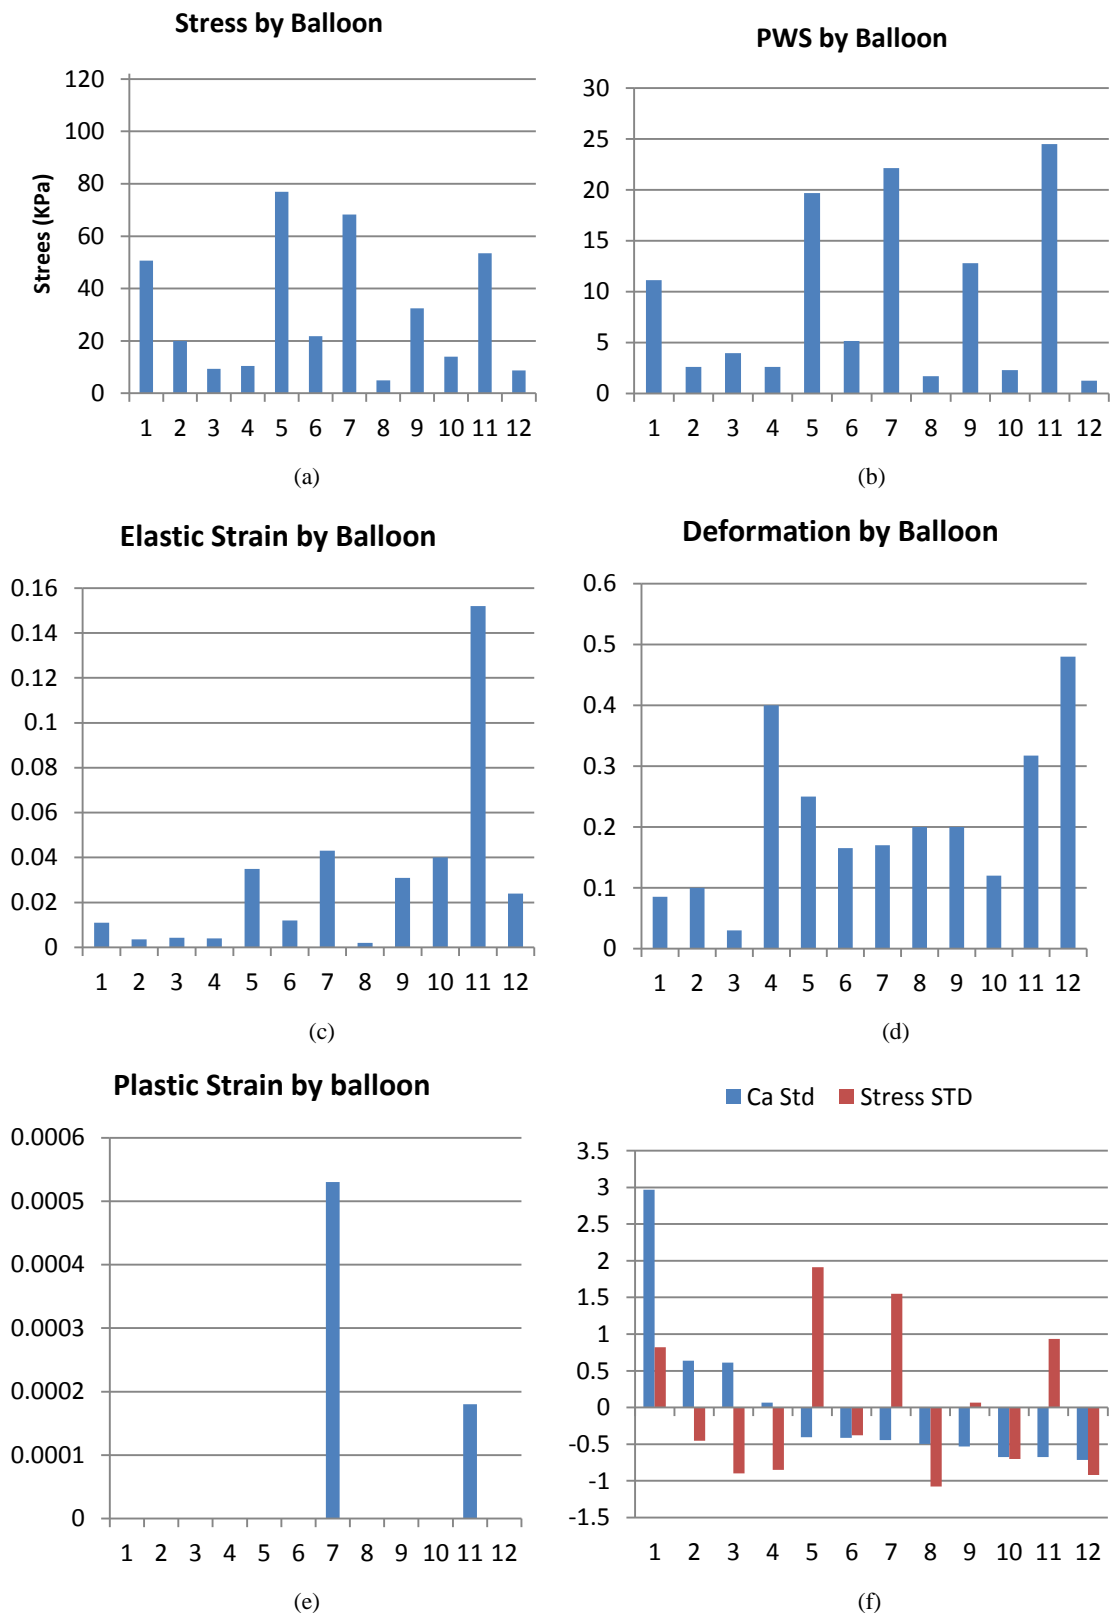 Stress by Balloon
Strees (KPa)
120
100
80
60
40
20
0
1 2 3 4 5 6 7 8 9 10 11 12
(a)
PWS by Balloon
30
25
20
15
10
5
0
1 2 3 4 5 6 7 8 9 10 11 12
(b)
Elastic Strain by Balloon
0.16
0.14
0.12
0.1
0.08
0.06
0.04
0.02
0
1 2 3 4 5 6 7 8 9 10 11 12
(c)
Deformation by Balloon
0.6
0.5
0.4
0.3
0.2
0.1
0
1 2 3 4 5 6 7 8 9 10 11 12
(d)
Plastic Strain by balloon
0.0006
0.0005
0.0004
0.0003
0.0002
0.0001
0
1 2 3 4 5 6 7 8 9 10 11 12
(e)
Ca Std Stress STD
3.5
3
2.5
2
1.5
1
0.5
0
-0.5
-1
-1.5
1 2 3 4 5 6 7 8 9 10 11 12
(f)